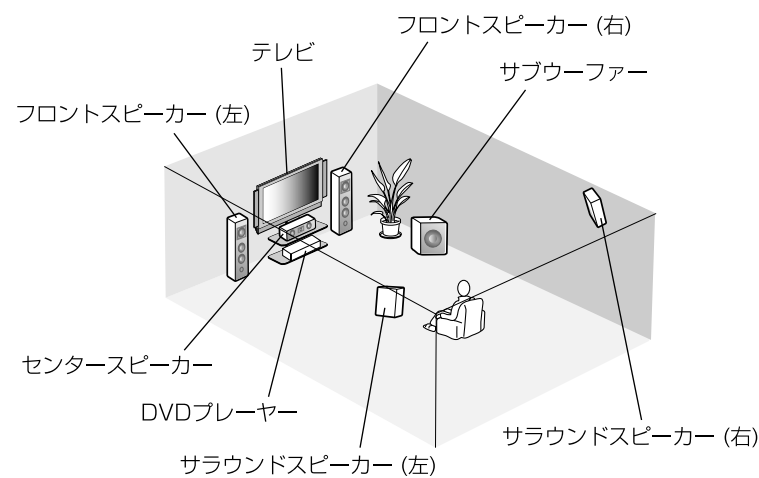 フロントスピーカー (右)
テレビ
サブウーファー
フロントスピーカー (左)
センタースピーカー
DVDプレーヤー
サラウンドスピーカー (右)
サラウンドスピーカー (左)